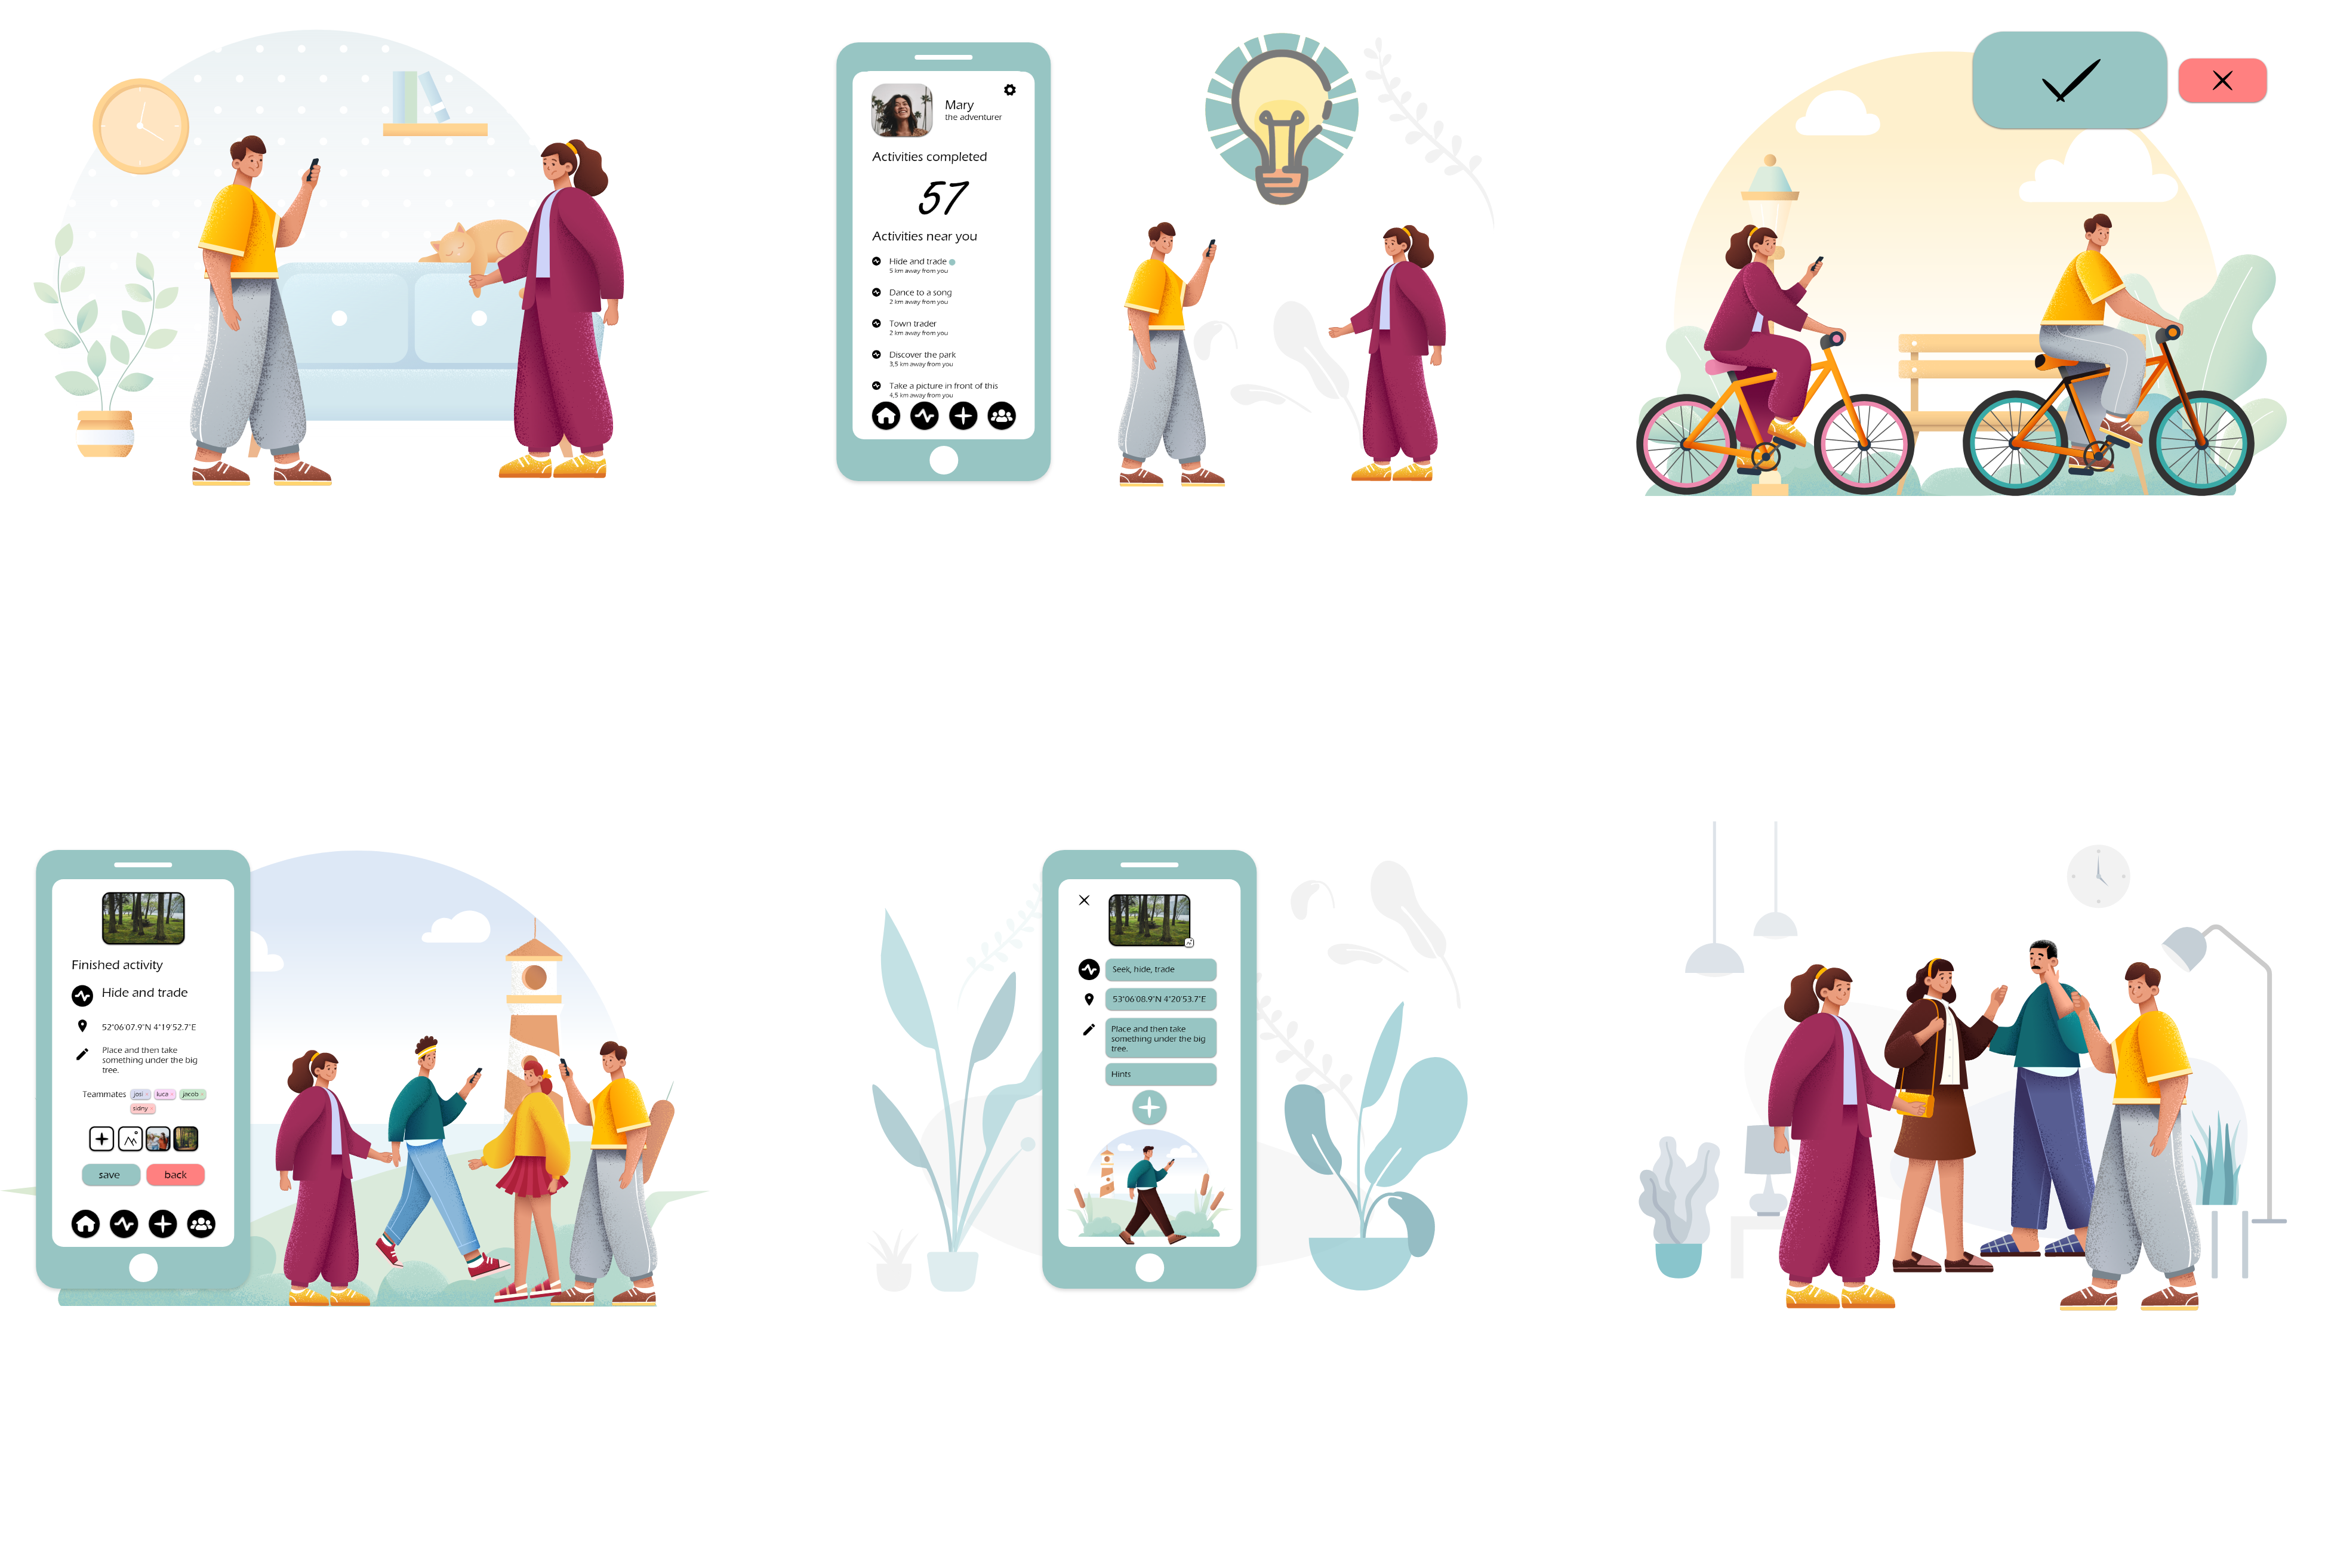 Mary
the adventurer
Activities completed
57
Activities near you
Hide and trade
5 km away from you
Dance to a song
2 km away from you
Town trader
2 km away from you
Discover the park
3,5 km away from you
Take a picture in front of this
4,5 km away from you
Finished activity
Hide and trade
52°06'07.9"N 4°19'52.7"E
Place and then take
something under the big
tree.
Teammates josi luca jacob
sidny
save back
Seek, hide, trade
53°06'08.9"N 4°20'53.7"E
Place and then take
something under the big
tree.
Hints